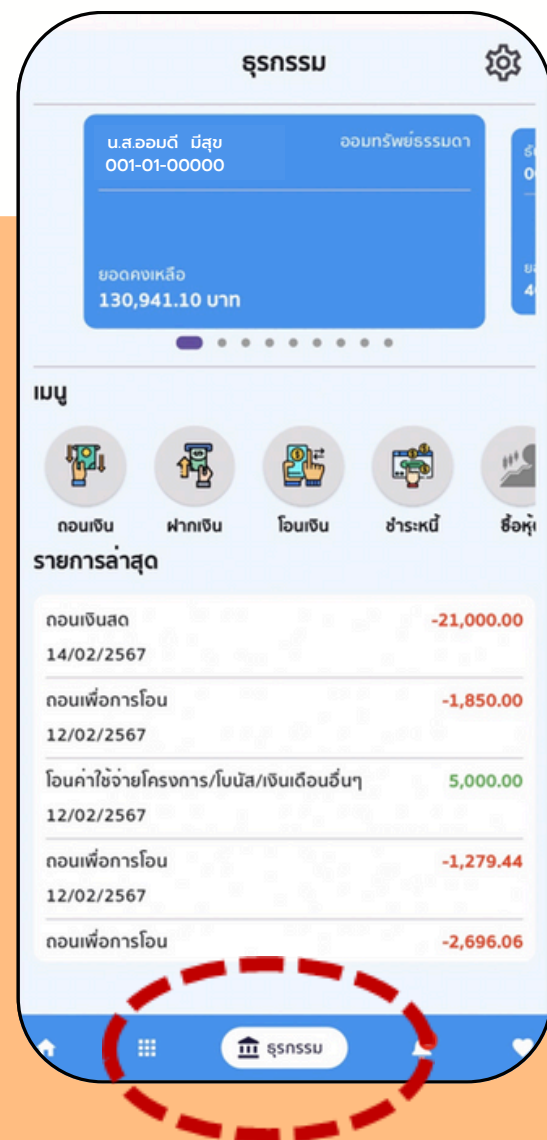 ธุรกรรม
น.ส.ออมดี มีสุข
ออมทรัพย์ธรรมดา
001-01-00000
ยอดคงเหลือ
130,941.10 บาท
เมนู
ถอนเงิน ฝากเงิน โอนเงิน ชำระหนี้
รายการล่าสุด
ถอนเงินสด -21,000.00
14/02/2567
ถอนเพื่อการโอน -1,850.00
12/02/2567
โอนค่าใช้จ่ายโครงการ/โบนัส/เงินเดือนอื่นๆ 5,000.00
12/02/2567
ถอนเพื่อการโอน -1,279.44
12/02/2567
ถอนเพื่อการโอน -2,696.06
ธุรกรรม